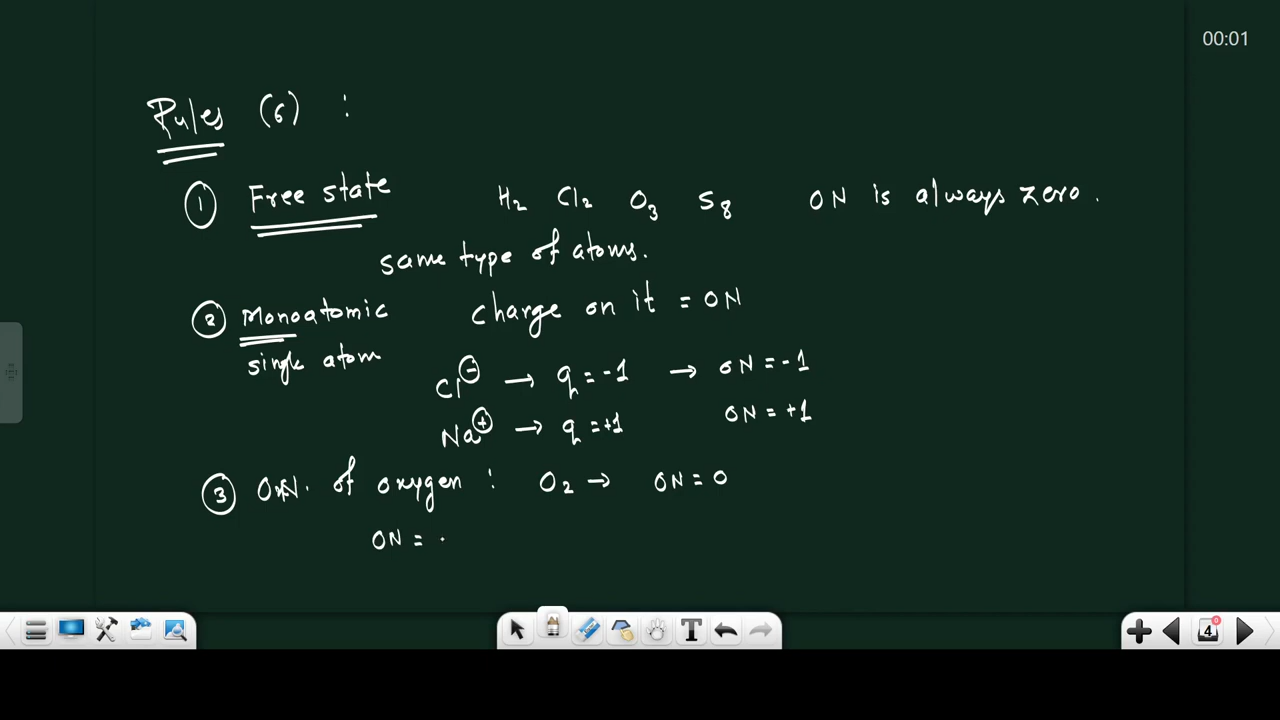 00:01
Rules (6) :
① Free state H₂ Cl₂ O₃ S₈ ON is always zero.
same type of atoms.
② Monoatomic charge on it = ON
single atom
Cl⁻ → q = -1 → ON = -1
Na⁺ → q = +1 ON = +1
③ O.N. of oxygen : O₂ → ON = 0
ON =
T 4